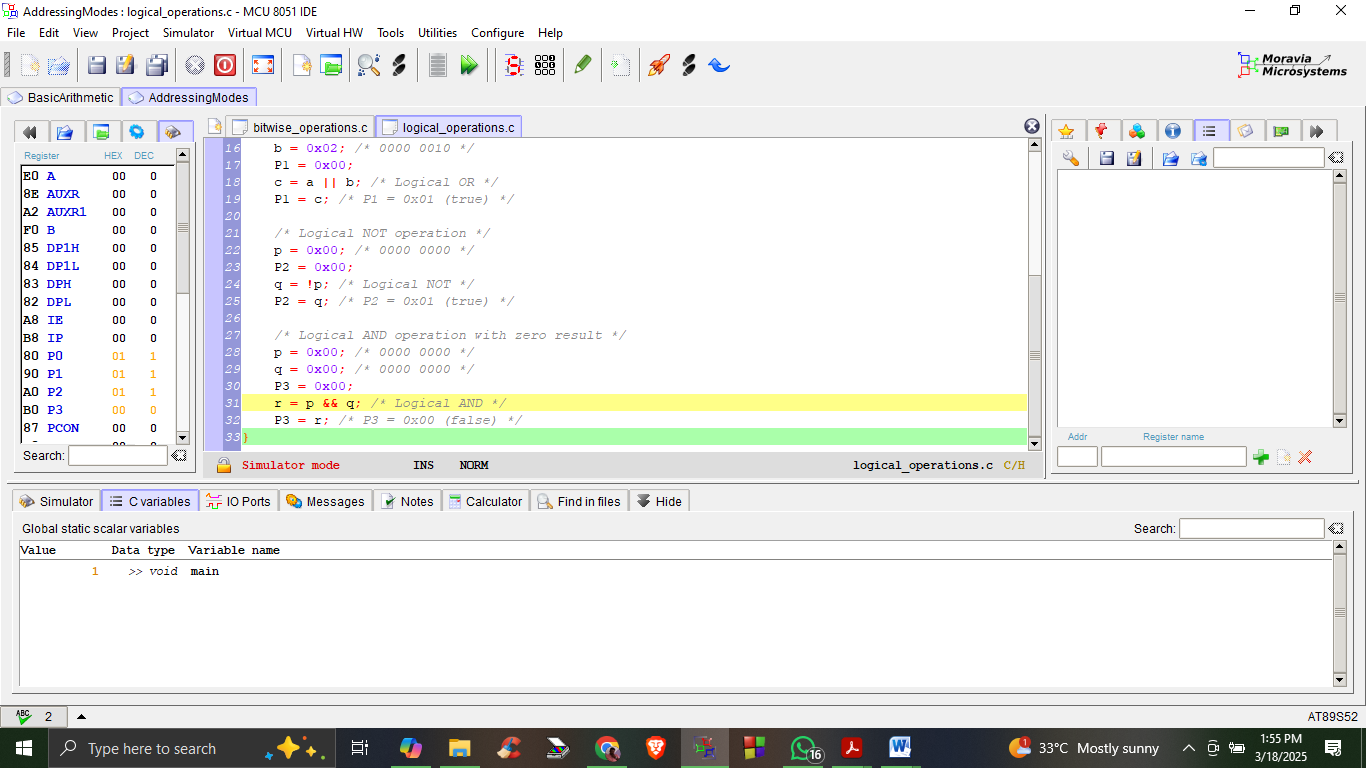 AddressingModes : logical_operations.c - MCU 8051 IDE
File Edit View Project Simulator Virtual MCU Virtual HW Tools Utilities Configure Help
Moravia
Microsystems
BasicArithmetic AddressingModes
bitwise_operations.c logical_operations.c
Register HEX DEC
E0 A 00 0
8E AUXR 00 0
A2 AUXR1 00 0
F0 B 00 0
85 DP1H 00 0
84 DP1L 00 0
83 DPH 00 0
82 DPL 00 0
A8 IE 00 0
B8 IP 00 0
80 P0 01 1
90 P1 01 1
A0 P2 01 1
B0 P3 00 0
87 PCON 00 0
Search:
16 b = 0x02; /* 0000 0010 */
17 P1 = 0x00;
18 c = a || b; /* Logical OR */
19 P1 = c; /* P1 = 0x01 (true) */
20
21 /* Logical NOT operation */
22 p = 0x00; /* 0000 0000 */
23 P2 = 0x00;
24 q = !p; /* Logical NOT */
25 P2 = q; /* P2 = 0x01 (true) */
26
27 /* Logical AND operation with zero result */
28 p = 0x00; /* 0000 0000 */
29 q = 0x00; /* 0000 0000 */
30 P3 = 0x00;
31 r = p && q; /* Logical AND */
32 P3 = r; /* P3 = 0x00 (false) */
33 }
Simulator mode INS NORM logical_operations.c C/H
Addr Register name
Simulator C variables IO Ports Messages Notes Calculator Find in files Hide
Global static scalar variables Search:
Value Data type Variable name
1 >> void main
ABC 2 AT89S52
Type here to search
16
1 33°C Mostly sunny
1:55 PM
3/18/2025